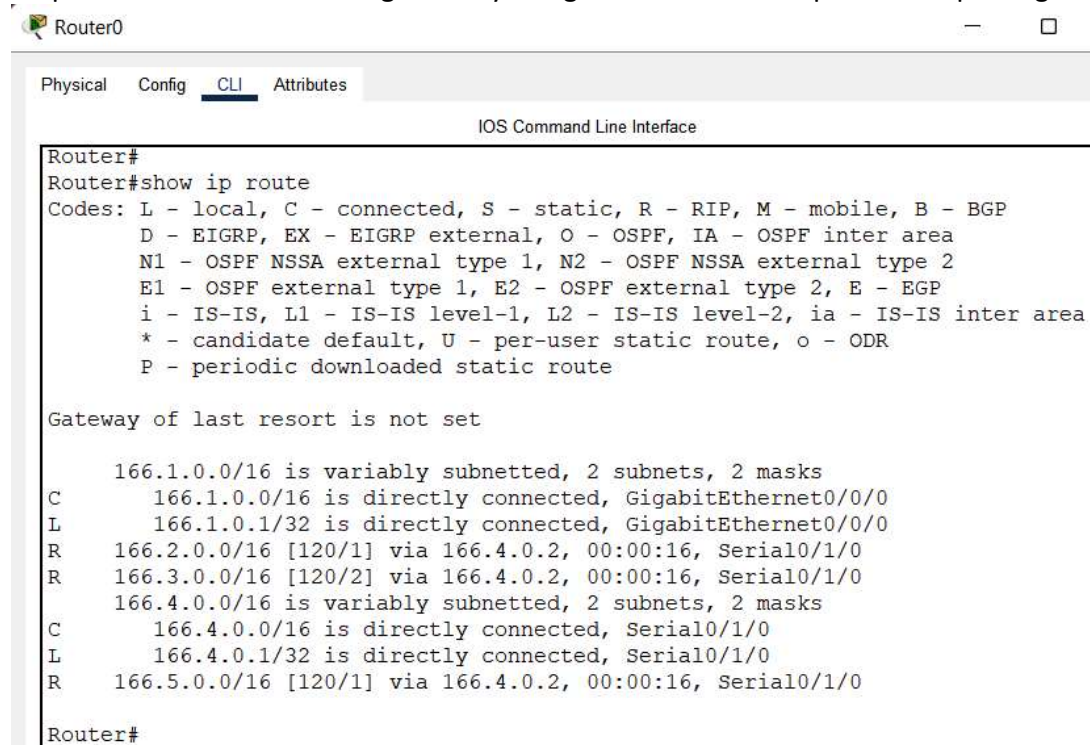 Router0
Physical Config CLI Attributes
IOS Command Line Interface
Router#
Router#show ip route
Codes: L - local, C - connected, S - static, R - RIP, M - mobile, B - BGP
       D - EIGRP, EX - EIGRP external, O - OSPF, IA - OSPF inter area
       N1 - OSPF NSSA external type 1, N2 - OSPF NSSA external type 2
       E1 - OSPF external type 1, E2 - OSPF external type 2, E - EGP
       i - IS-IS, L1 - IS-IS level-1, L2 - IS-IS level-2, ia - IS-IS inter area
       * - candidate default, U - per-user static route, o - ODR
       P - periodic downloaded static route

Gateway of last resort is not set

     166.1.0.0/16 is variably subnetted, 2 subnets, 2 masks
C       166.1.0.0/16 is directly connected, GigabitEthernet0/0/0
L       166.1.0.1/32 is directly connected, GigabitEthernet0/0/0
R    166.2.0.0/16 [120/1] via 166.4.0.2, 00:00:16, Serial0/1/0
R    166.3.0.0/16 [120/2] via 166.4.0.2, 00:00:16, Serial0/1/0
     166.4.0.0/16 is variably subnetted, 2 subnets, 2 masks
C       166.4.0.0/16 is directly connected, Serial0/1/0
L       166.4.0.1/32 is directly connected, Serial0/1/0
R    166.5.0.0/16 [120/1] via 166.4.0.2, 00:00:16, Serial0/1/0

Router#